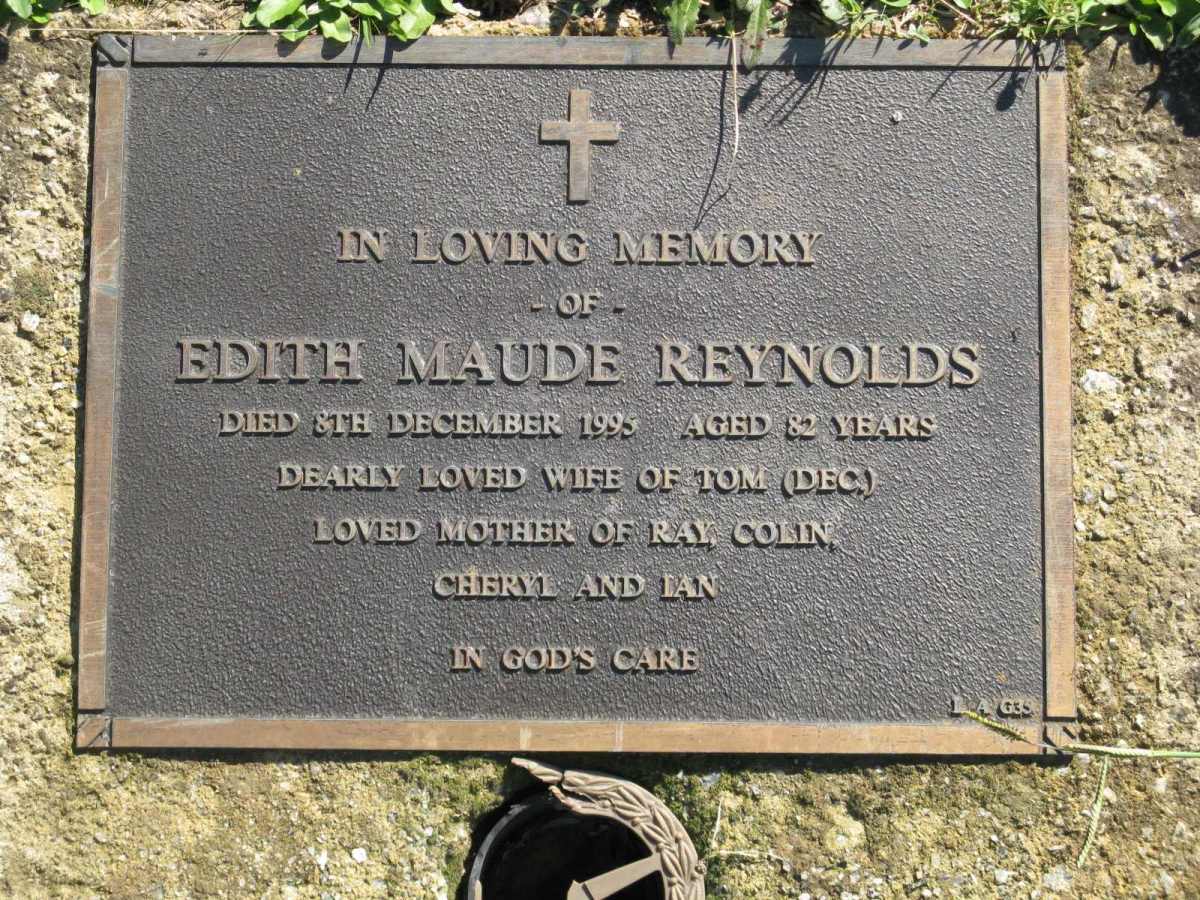 IN LOVING MEMORY
- OF -
EDITH MAUDE REYNOLDS
DIED 8TH DECEMBER 1995 AGED 82 YEARS
DEARLY LOVED WIFE OF TOM (DEC,)
LOVED MOTHER OF RAY, COLIN,
CHERYL AND IAN
IN GOD'S CARE
L. A/G35